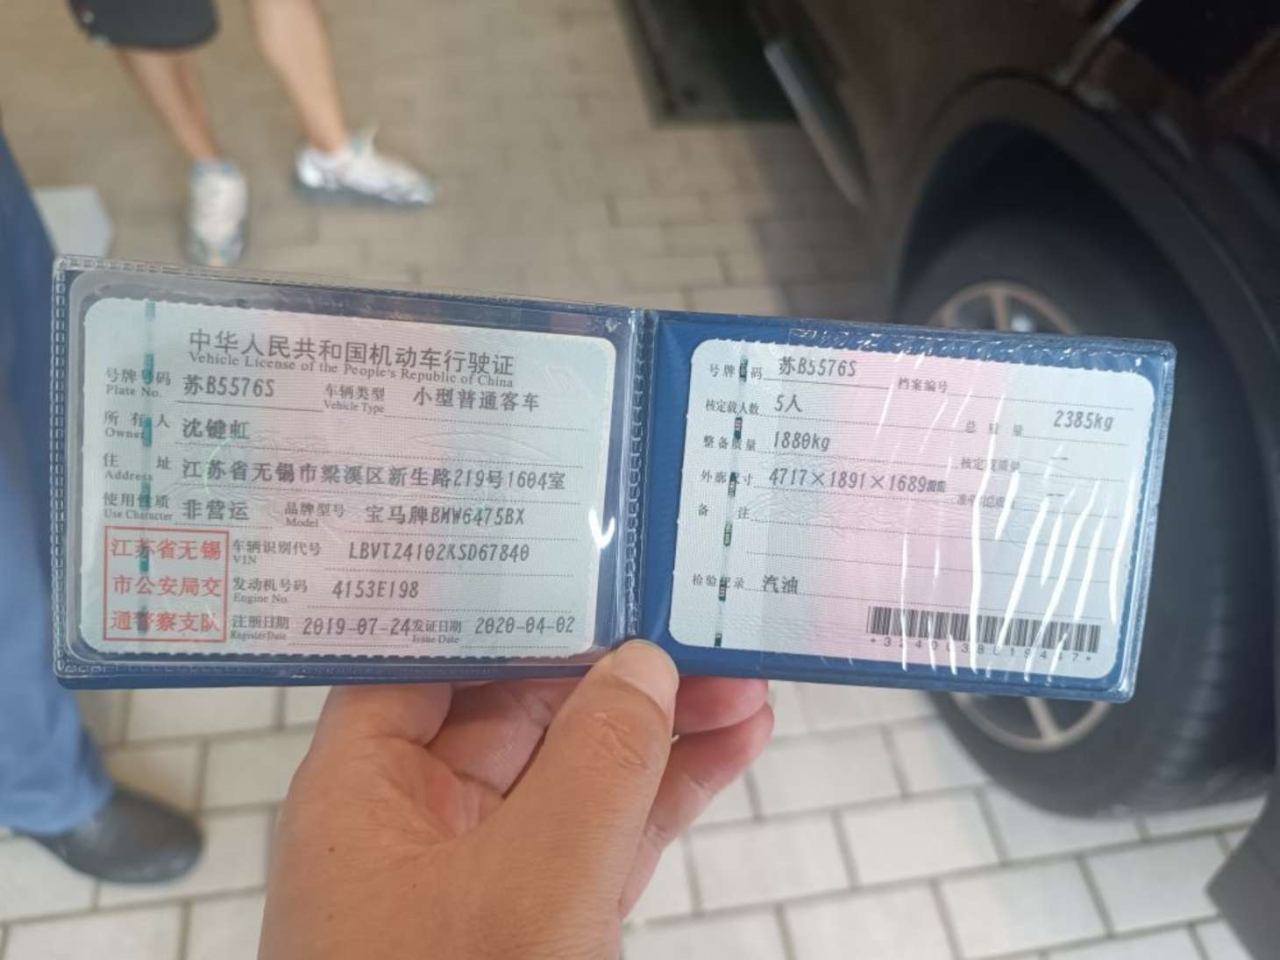 中华人民共和国机动车行驶证
Vehicle License of the People's Republic of China
号牌号码 苏B5576S 车辆类型 小型普通客车
Plate No. Vehicle Type
所有人 沈键虹
Owner
住址 江苏省无锡市梁溪区新生路219号1604室
Address
使用性质 非营运 品牌型号 宝马牌BMW6475BX
Use Character Model
江苏省无锡
市公安局交
通警察支队
车辆识别代号 LBVTZ4102KSD67840
VIN
发动机号码 4153E198
Engine No.
注册日期 2019-07-24 发证日期 2020-04-02
Register Date Issue Date
号牌号码 苏B5576S 档案编号
核定载人数 5人 总质量 2385kg
整备质量 1880kg 核定载质量 —
外廓尺寸 4717×1891×1689mm 准牵引总质量 —
备注
检验记录 汽油